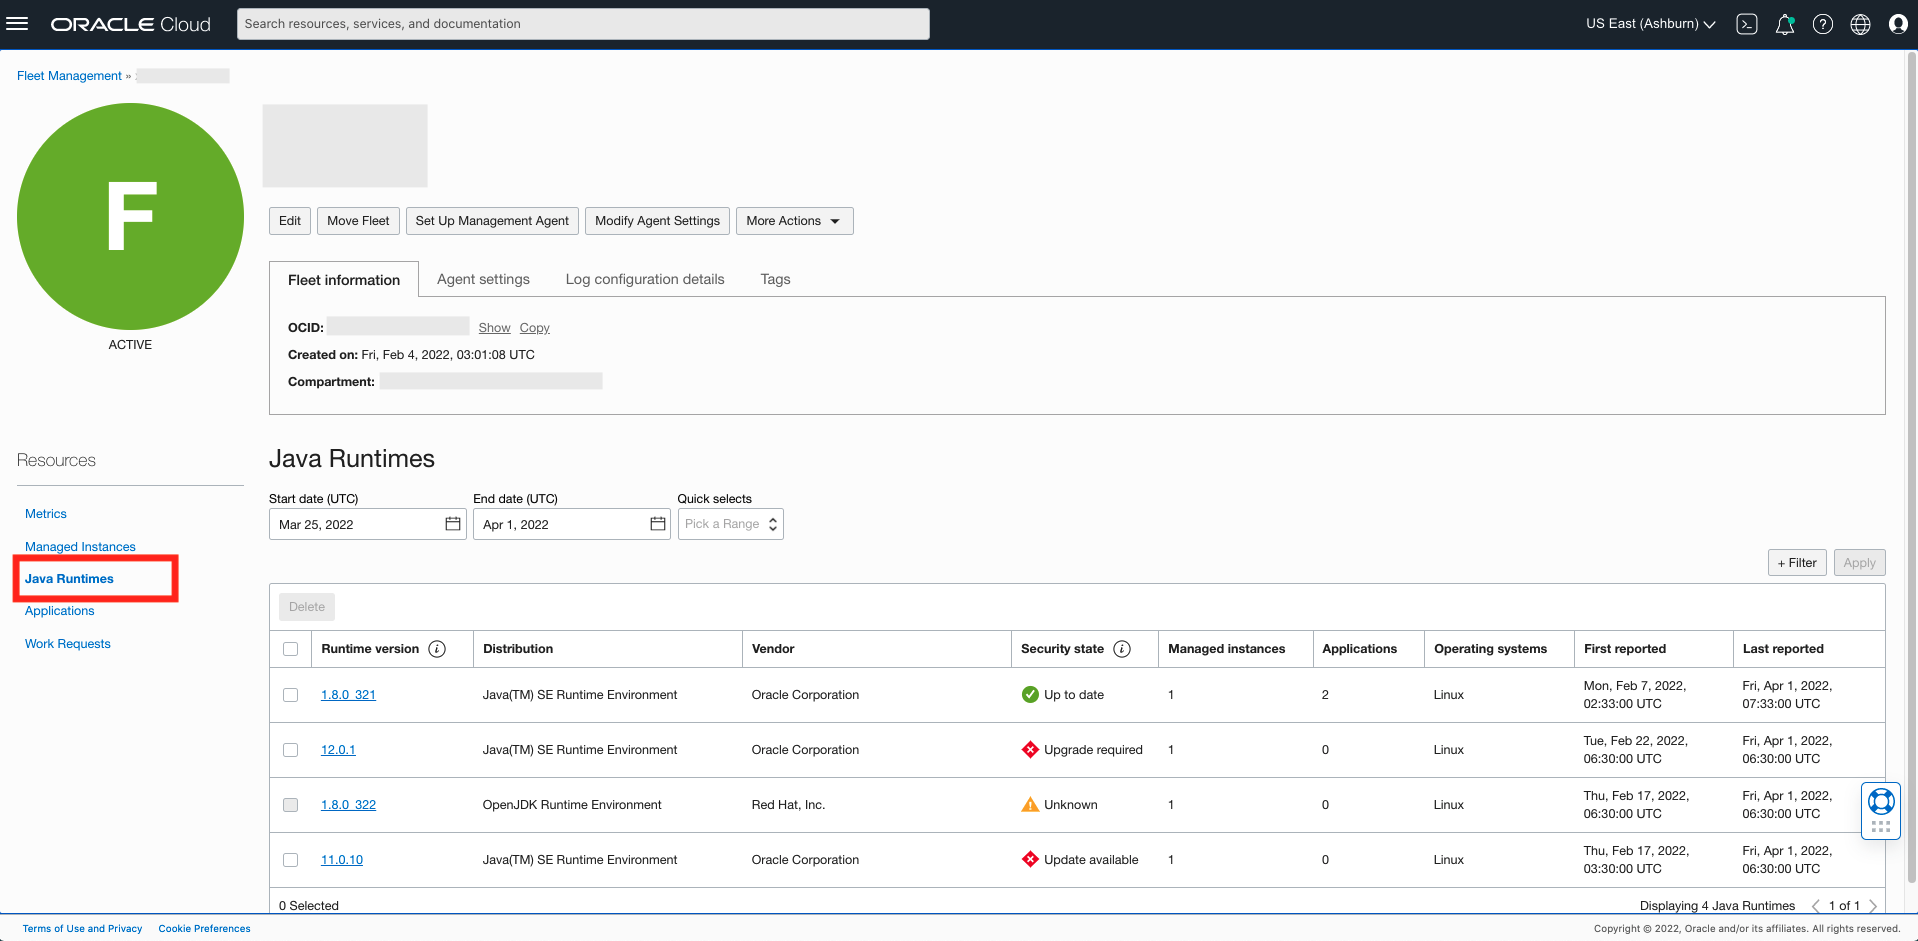 ORACLE Cloud
Search resources, services, and documentation
US East (Ashburn)
Fleet Management »
F
ACTIVE
Edit
Move Fleet
Set Up Management Agent
Modify Agent Settings
More Actions
Fleet information
Agent settings
Log configuration details
Tags
OCID: Show Copy
Created on: Fri, Feb 4, 2022, 03:01:08 UTC
Compartment:
Resources
Metrics
Managed Instances
Java Runtimes
Applications
Work Requests
Java Runtimes
Start date (UTC) End date (UTC) Quick selects
Mar 25, 2022 Apr 1, 2022 Pick a Range
+ Filter Apply
Delete
Runtime version Distribution Vendor Security state Managed instances Applications Operating systems First reported Last reported
1.8.0_321 Java(TM) SE Runtime Environment Oracle Corporation Up to date 1 2 Linux Mon, Feb 7, 2022, 02:33:00 UTC Fri, Apr 1, 2022, 07:33:00 UTC
12.0.1 Java(TM) SE Runtime Environment Oracle Corporation Upgrade required 1 0 Linux Tue, Feb 22, 2022, 06:30:00 UTC Fri, Apr 1, 2022, 06:30:00 UTC
1.8.0_322 OpenJDK Runtime Environment Red Hat, Inc. Unknown 1 0 Linux Thu, Feb 17, 2022, 06:30:00 UTC Fri, Apr 1, 2022, 06:30:00 UTC
11.0.10 Java(TM) SE Runtime Environment Oracle Corporation Update available 1 0 Linux Thu, Feb 17, 2022, 03:30:00 UTC Fri, Apr 1, 2022, 06:30:00 UTC
0 Selected Displaying 4 Java Runtimes 1 of 1
Terms of Use and Privacy Cookie Preferences Copyright © 2022, Oracle and/or its affiliates. All rights reserved.